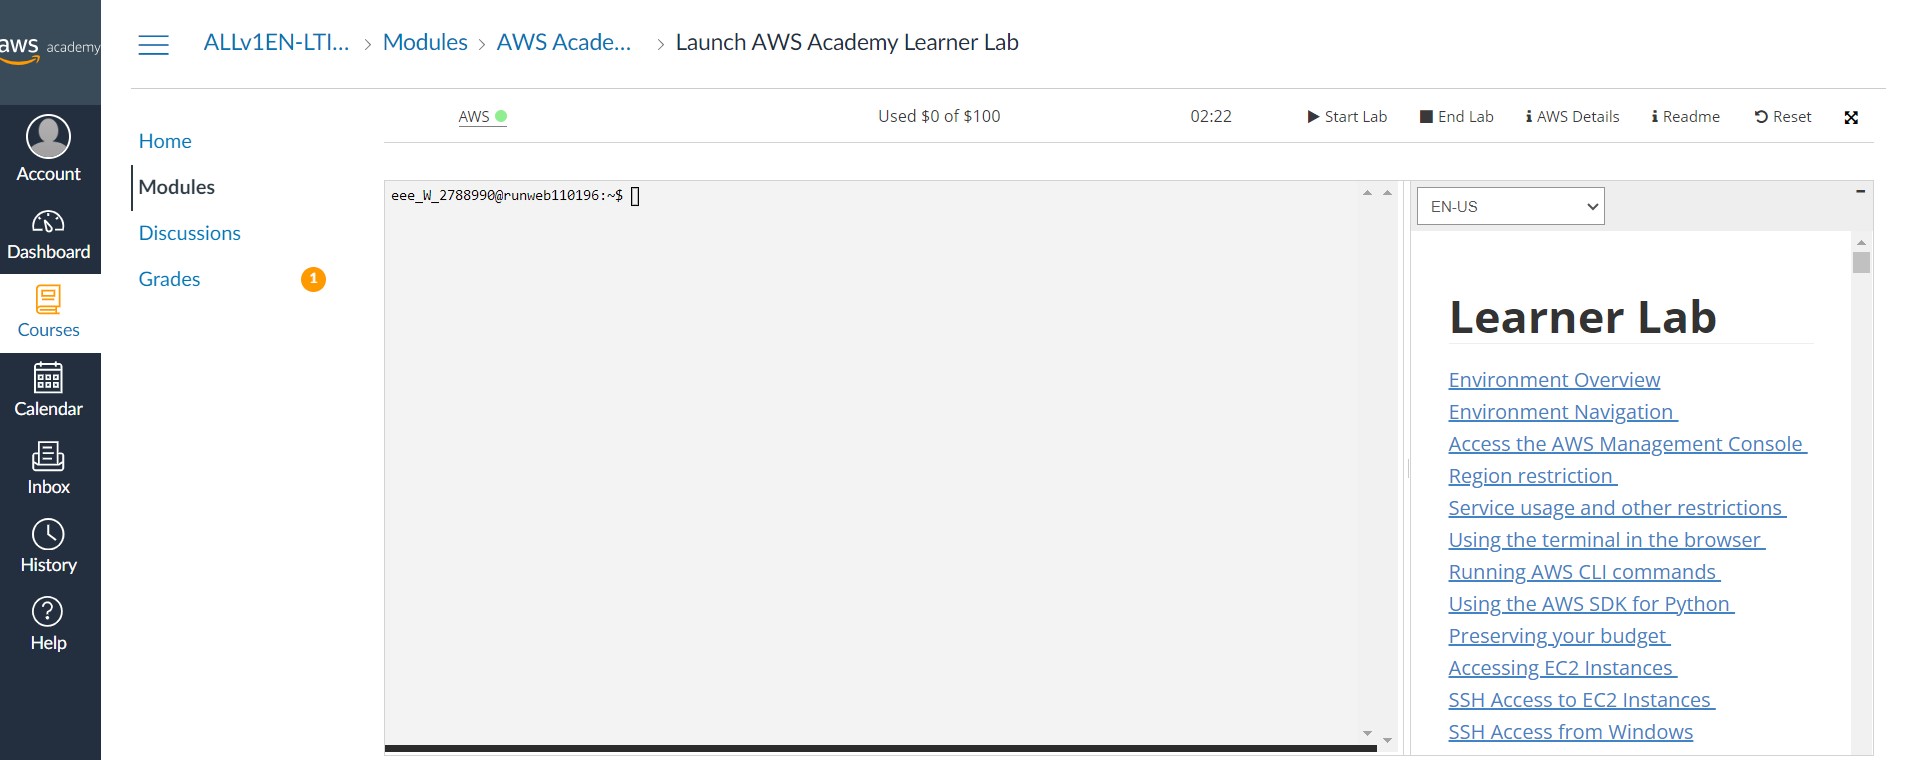 aws academy
ALLv1EN-LTI... > Modules > AWS Acade... > Launch AWS Academy Learner Lab
Account
Dashboard
Courses
Calendar
Inbox
History
Help
Home
Modules
Discussions
Grades 1
AWS Used $0 of $100 02:22 Start Lab End Lab AWS Details Readme Reset
eee_W_2788990@runweb110196:~$
EN-US
Learner Lab
Environment Overview
Environment Navigation
Access the AWS Management Console
Region restriction
Service usage and other restrictions
Using the terminal in the browser
Running AWS CLI commands
Using the AWS SDK for Python
Preserving your budget
Accessing EC2 Instances
SSH Access to EC2 Instances
SSH Access from Windows